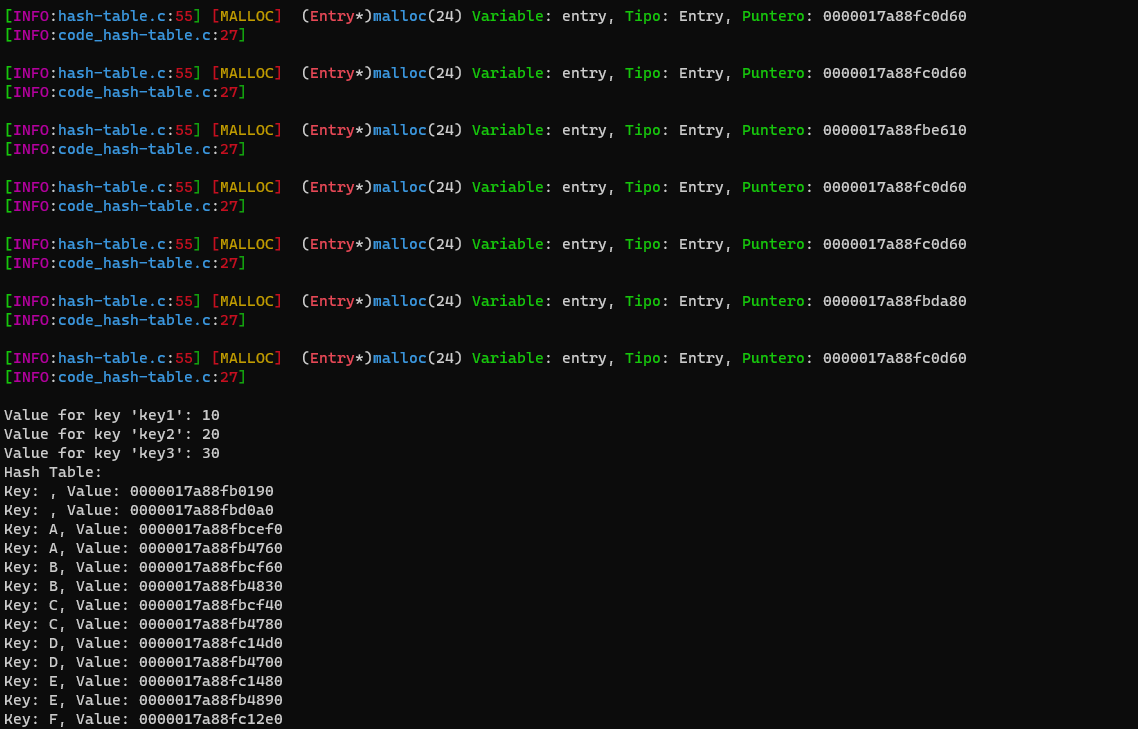 [INFO:hash-table.c:55] [MALLOC]  (Entry*)malloc(24) Variable: entry, Tipo: Entry, Puntero: 0000017a88fc0d60
[INFO:code_hash-table.c:27]
[INFO:hash-table.c:55] [MALLOC]  (Entry*)malloc(24) Variable: entry, Tipo: Entry, Puntero: 0000017a88fc0d60
[INFO:code_hash-table.c:27]
[INFO:hash-table.c:55] [MALLOC]  (Entry*)malloc(24) Variable: entry, Tipo: Entry, Puntero: 0000017a88fbe610
[INFO:code_hash-table.c:27]
[INFO:hash-table.c:55] [MALLOC]  (Entry*)malloc(24) Variable: entry, Tipo: Entry, Puntero: 0000017a88fc0d60
[INFO:code_hash-table.c:27]
[INFO:hash-table.c:55] [MALLOC]  (Entry*)malloc(24) Variable: entry, Tipo: Entry, Puntero: 0000017a88fc0d60
[INFO:code_hash-table.c:27]
[INFO:hash-table.c:55] [MALLOC]  (Entry*)malloc(24) Variable: entry, Tipo: Entry, Puntero: 0000017a88fbda80
[INFO:code_hash-table.c:27]
[INFO:hash-table.c:55] [MALLOC]  (Entry*)malloc(24) Variable: entry, Tipo: Entry, Puntero: 0000017a88fc0d60
[INFO:code_hash-table.c:27]
Value for key 'key1': 10
Value for key 'key2': 20
Value for key 'key3': 30
Hash Table:
Key: , Value: 0000017a88fb0190
Key: , Value: 0000017a88fbd0a0
Key: A, Value: 0000017a88fbcef0
Key: A, Value: 0000017a88fb4760
Key: B, Value: 0000017a88fbcf60
Key: B, Value: 0000017a88fb4830
Key: C, Value: 0000017a88fbcf40
Key: C, Value: 0000017a88fb4780
Key: D, Value: 0000017a88fc14d0
Key: D, Value: 0000017a88fb4700
Key: E, Value: 0000017a88fc1480
Key: E, Value: 0000017a88fb4890
Key: F, Value: 0000017a88fc12e0